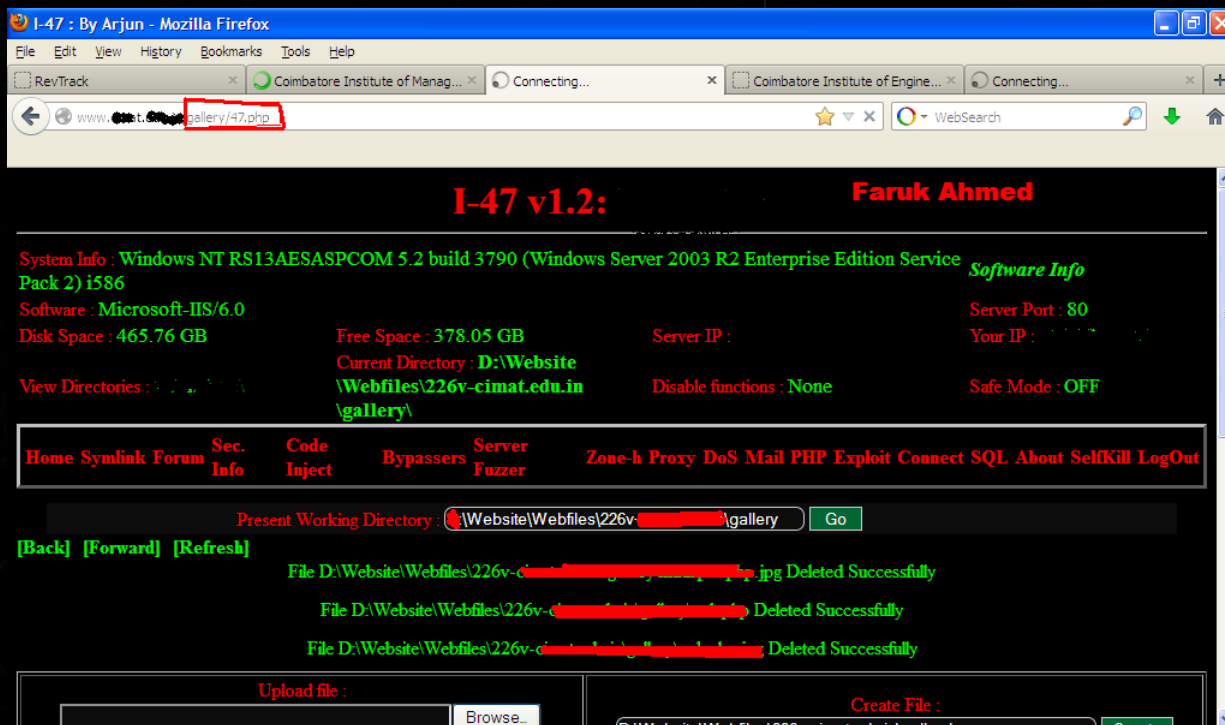 I-47 : By Arjun - Mozilla Firefox
File Edit View History Bookmarks Tools Help
RevTrack
Coimbatore Institute of Manag...
Connecting...
Coimbatore Institute of Engine...
Connecting...
www. gallery/47.php
WebSearch
I-47 v1.2:
Faruk Ahmed
System Info : Windows NT RS13AESASPCOM 5.2 build 3790 (Windows Server 2003 R2 Enterprise Edition Service
Pack 2) i586
Software Info
Software : Microsoft-IIS/6.0
Server Port : 80
Disk Space : 465.76 GB
Free Space : 378.05 GB
Server IP :
Your IP :
View Directories :
Current Directory : D:\Website
\Webfiles\226v-cimat.edu.in
\gallery\
Disable functions : None
Safe Mode : OFF
Home Symlink Forum Sec. Info Code Inject Bypassers Server Fuzzer Zone-h Proxy DoS Mail PHP Exploit Connect SQL About SelfKill LogOut
Present Working Directory : :\Website\Webfiles\226v- \gallery Go
[Back] [Forward] [Refresh]
File D:\Website\Webfiles\226v-c .jpg Deleted Successfully
File D:\Website\Webfiles\226v- Deleted Successfully
File D:\Website\Webfiles\226v- Deleted Successfully
Upload file :
Browse...
Create File :